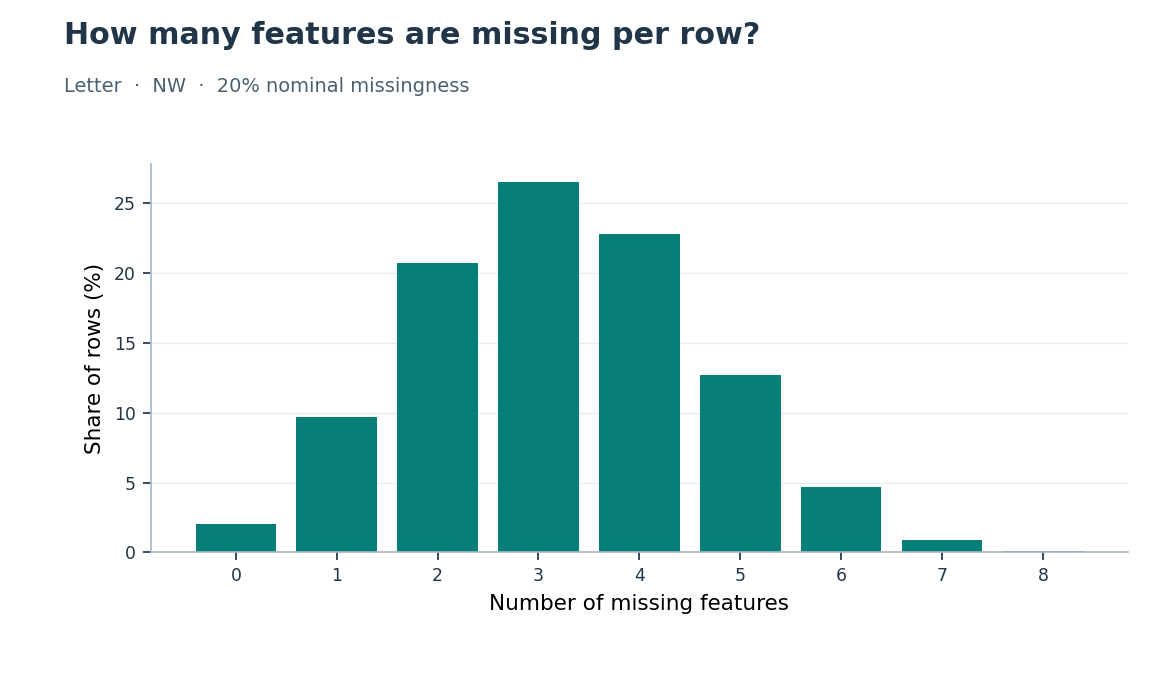 How many features are missing per row?
Letter · NW · 20% nominal missingness
Share of rows (%)
25
20
15
10
5
0
0 1 2 3 4 5 6 7 8
Number of missing features